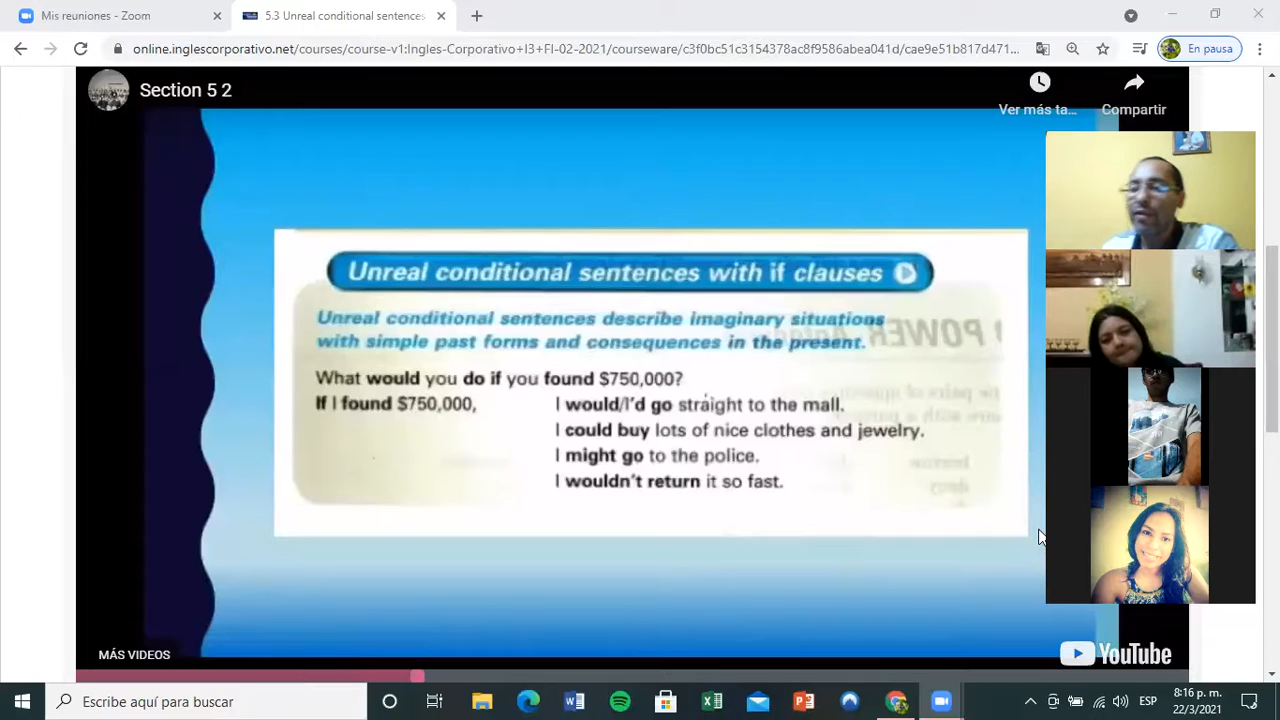 Mis reuniones - Zoom
5.3 Unreal conditional sentences
online.inglescorporativo.net/courses/course-v1:Ingles-Corporativo+I3+FI-02-2021/courseware/c3f0bc51c3154378ac8f9586abea041d/cae9e51b817d471...
En pausa
Section 5 2
Ver más ta...
Compartir
Unreal conditional sentences with if clauses
Unreal conditional sentences describe imaginary situations
with simple past forms and consequences in the present.
What would you do if you found $750,000?
If I found $750,000, I would/I'd go straight to the mall.
I could buy lots of nice clothes and jewelry.
I might go to the police.
I wouldn't return it so fast.
MÁS VIDEOS
YouTube
Escribe aquí para buscar
ESP
8:16 p. m.
22/3/2021